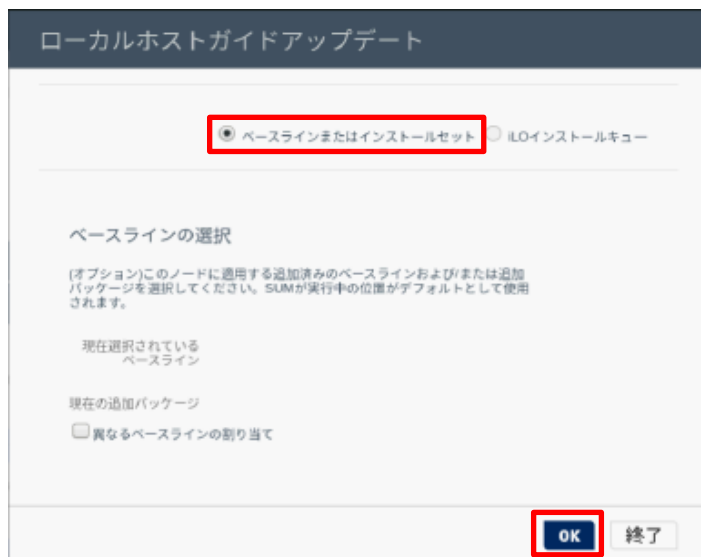 ローカルホストガイドアップデート
ベースラインまたはインストールセット iLOインストールキュー
ベースラインの選択
(オプション)このノードに適用する追加済みのベースラインおよび/または追加
パッケージを選択してください。SUMが実行中の位置がデフォルトとして使用
されます。
現在選択されている
ベースライン
現在の追加パッケージ
異なるベースラインの割り当て
OK 終了